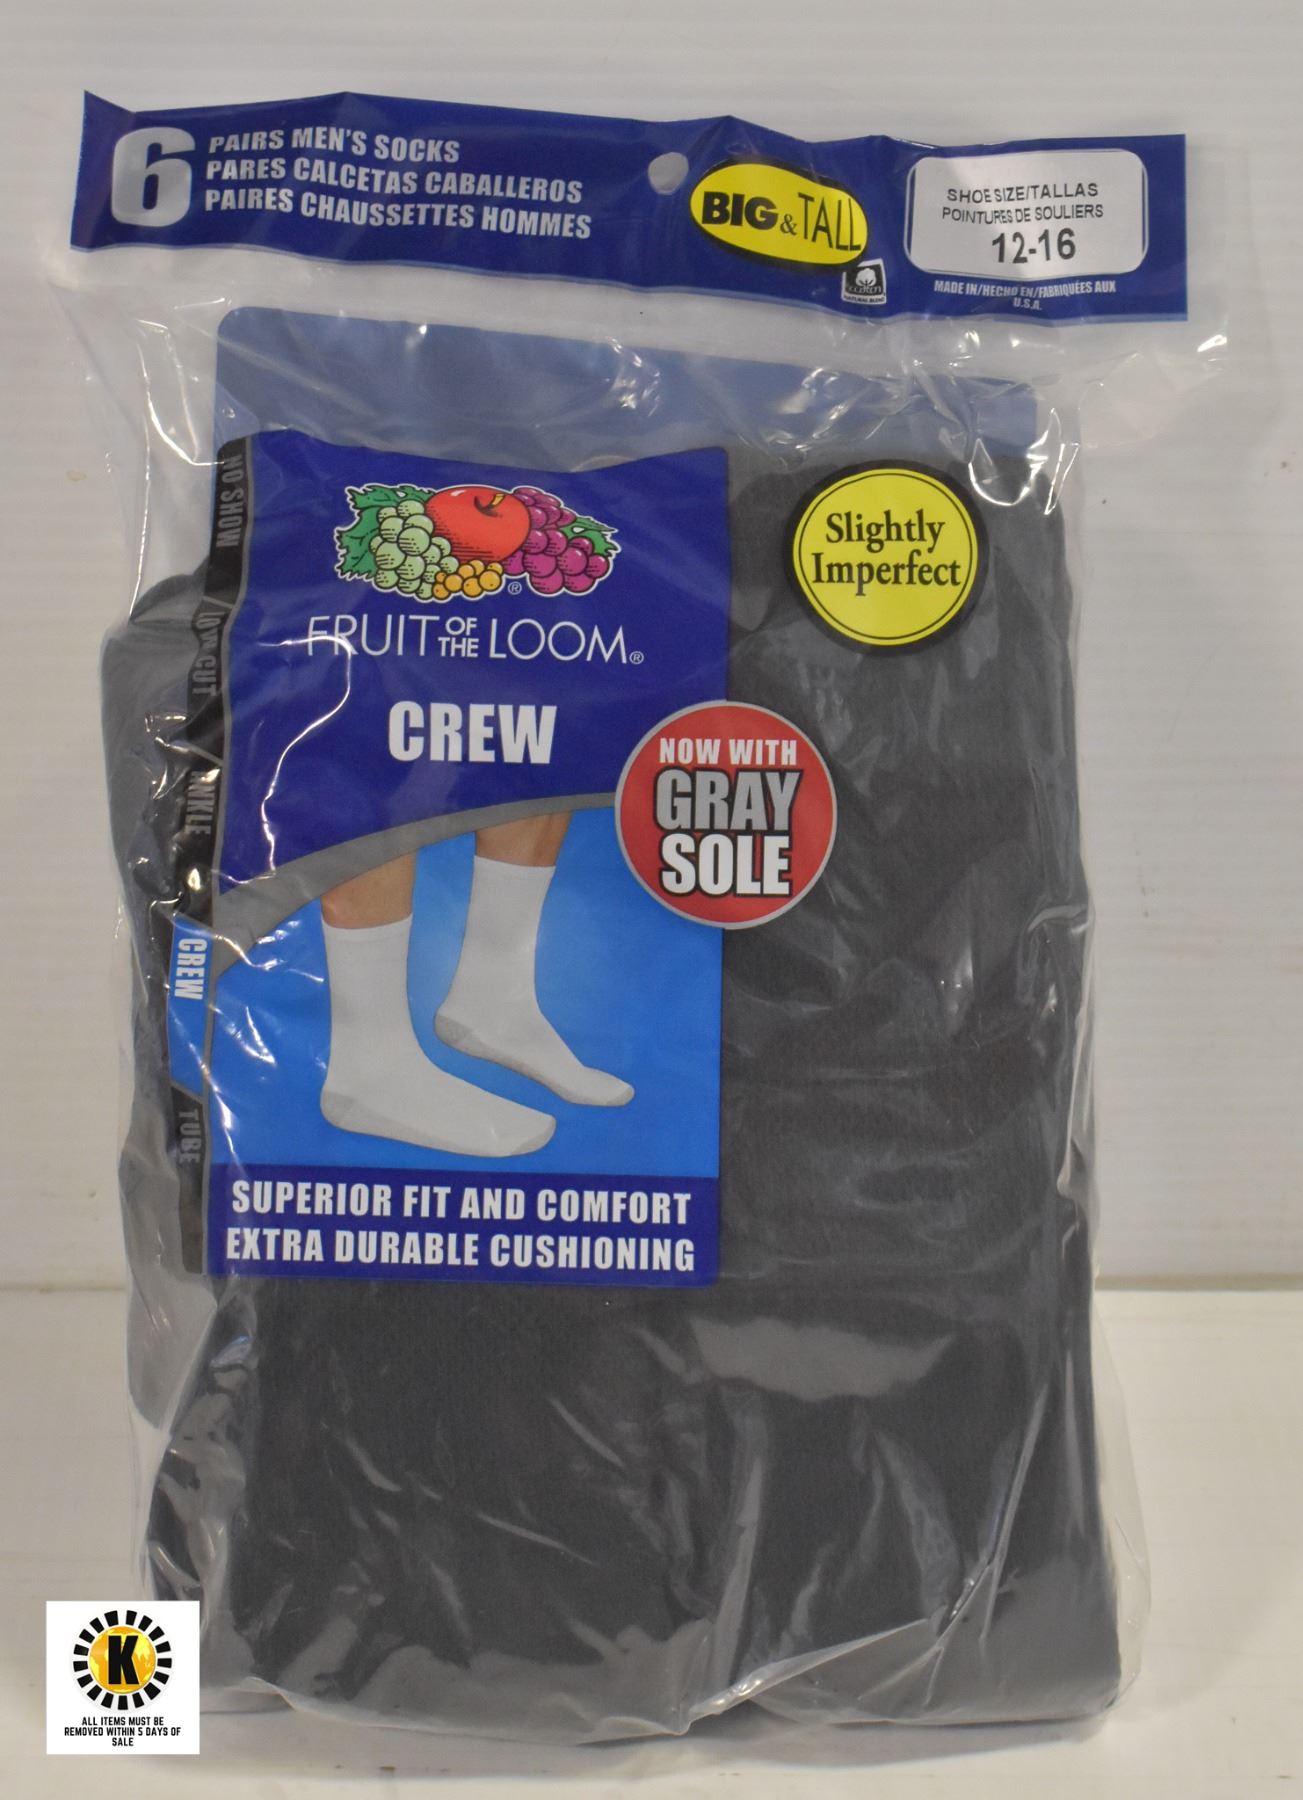 6
PAIRS MEN'S SOCKS
PARES CALCETAS CABALLEROS
PAIRES CHAUSSETTES HOMMES
BIG & TALL
COTTON
NATURAL BLEND
SHOE SIZE/TALLAS
POINTURES DE SOULIERS
12-16
MADE IN/HECHO EN/FABRIQUÉES AUX
U.S.A.
NO SHOW
LOW CUT
ANKLE
CREW
TUBE
®
FRUIT OF THE LOOM®
CREW
Slightly
Imperfect
NOW WITH
GRAY
SOLE
SUPERIOR FIT AND COMFORT
EXTRA DURABLE CUSHIONING
K
ALL ITEMS MUST BE
REMOVED WITHIN 5 DAYS OF
SALE